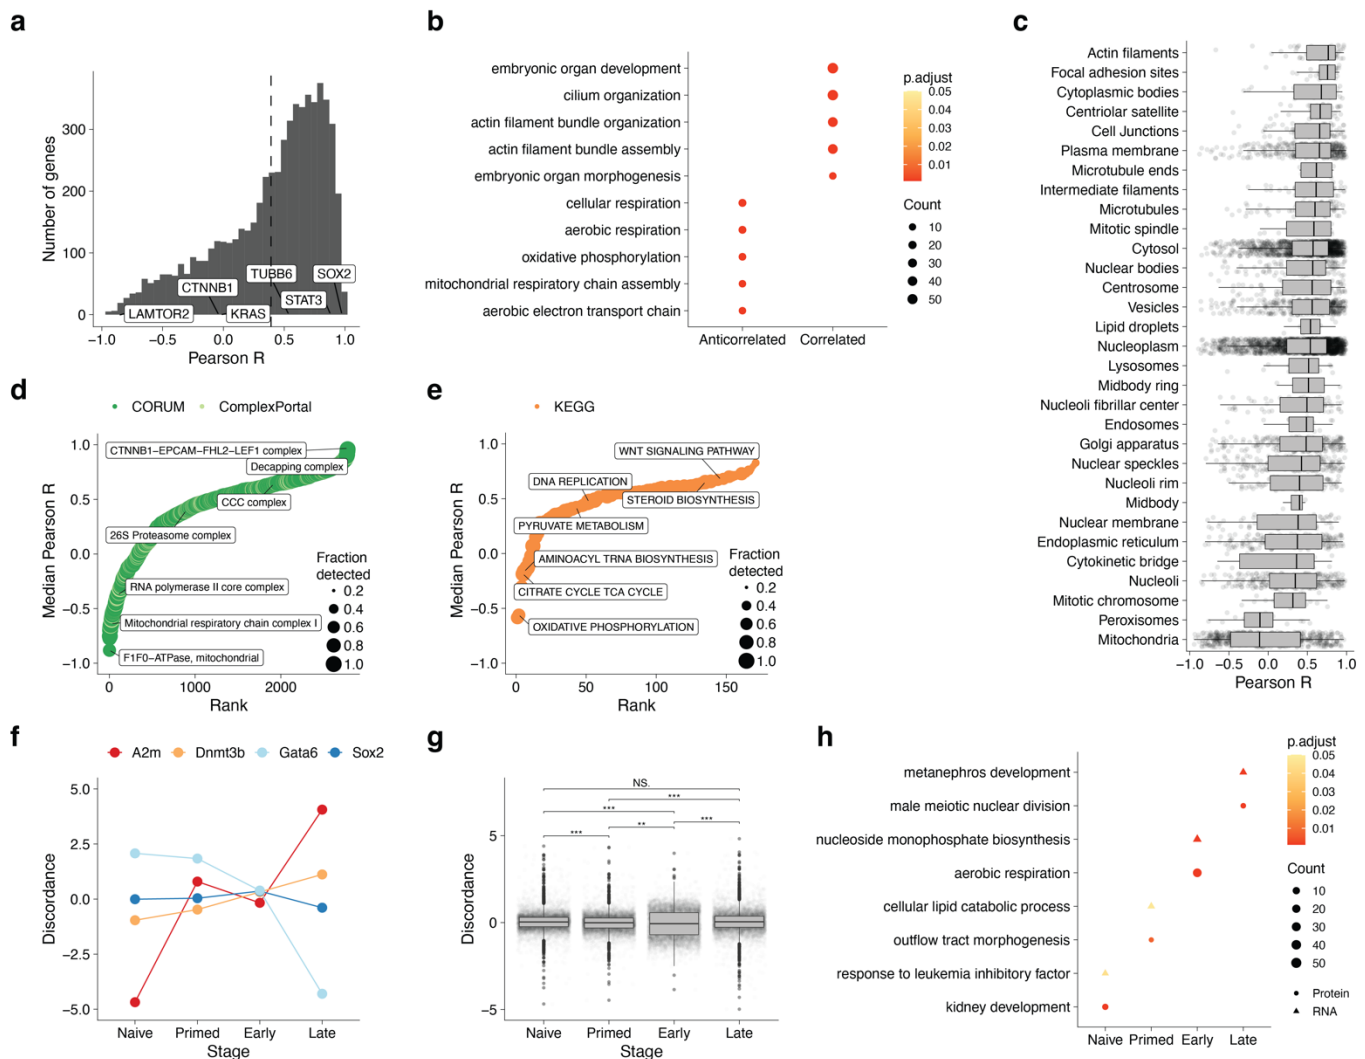 a
Number of genes
300
200
100
0
TUBB6
SOX2
CTNNB1
STAT3
LAMTOR2
KRAS
−1.0
−0.5
0.0
0.5
1.0
Pearson R
b
embryonic organ development
cilium organization
actin filament bundle organization
actin filament bundle assembly
embryonic organ morphogenesis
cellular respiration
aerobic respiration
oxidative phosphorylation
mitochondrial respiratory chain assembly
aerobic electron transport chain
Anticorrelated
Correlated
p.adjust
0.05
0.04
0.03
0.02
0.01
Count
10
20
30
40
50
c
Actin filaments
Focal adhesion sites
Cytoplasmic bodies
Centriolar satellite
Cell Junctions
Plasma membrane
Microtubule ends
Intermediate filaments
Microtubules
Mitotic spindle
Cytosol
Nuclear bodies
Centrosome
Vesicles
Lipid droplets
Nucleoplasm
Lysosomes
Midbody ring
Nucleoli fibrillar center
Endosomes
Golgi apparatus
Nuclear speckles
Nucleoli rim
Midbody
Nuclear membrane
Endoplasmic reticulum
Cytokinetic bridge
Nucleoli
Mitotic chromosome
Peroxisomes
Mitochondria
−1.0
−0.5
0.0
0.5
1.0
Pearson R
d
CORUM
ComplexPortal
Median Pearson R
1.0
0.5
0.0
−0.5
−1.0
CTNNB1−EPCAM−FHL2−LEF1 complex
Decapping complex
CCC complex
26S Proteasome complex
RNA polymerase II core complex
Mitochondrial respiratory chain complex I
F1F0−ATPase, mitochondrial
Fraction
detected
0.2
0.4
0.6
0.8
1.0
0
1000
2000
Rank
e
KEGG
Median Pearson R
1.0
0.5
0.0
−0.5
−1.0
WNT SIGNALING PATHWAY
DNA REPLICATION
STEROID BIOSYNTHESIS
PYRUVATE METABOLISM
AMINOACYL TRNA BIOSYNTHESIS
CITRATE CYCLE TCA CYCLE
OXIDATIVE PHOSPHORYLATION
Fraction
detected
0.2
0.4
0.6
0.8
1.0
0
50
100
150
Rank
f
A2m
Dnmt3b
Gata6
Sox2
Discordance
5.0
2.5
0.0
−2.5
−5.0
Naive
Primed
Early
Late
Stage
g
Discordance
5
0
−5
NS.
***
***
***
**
***
Naive
Primed
Early
Late
Stage
h
metanephros development
male meiotic nuclear division
nucleoside monophosphate biosynthesis
aerobic respiration
cellular lipid catabolic process
outflow tract morphogenesis
response to leukemia inhibitory factor
kidney development
Naive
Primed
Early
Late
p.adjust
0.05
0.04
0.03
0.02
0.01
Count
10
20
30
40
50
Protein
RNA